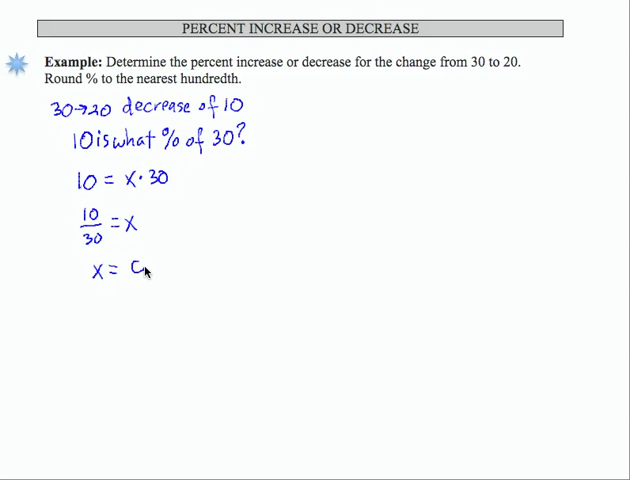 PERCENT INCREASE OR DECREASE
Example: Determine the percent increase or decrease for the change from 30 to 20.
Round % to the nearest hundredth.
30→20 decrease of 10
10 is what % of 30?
10 = x · 30
10/30 = x
x =